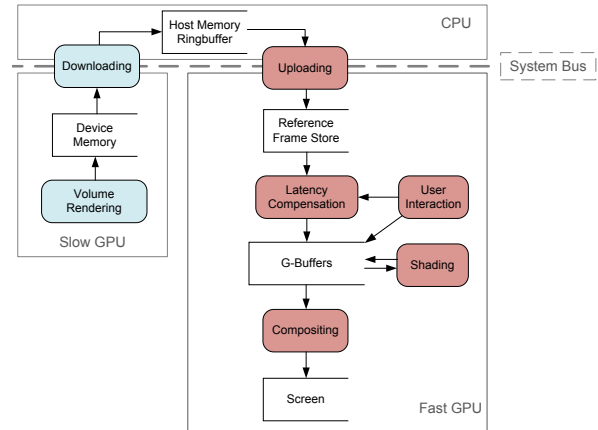 CPU
Host Memory
Ringbuffer
Downloading
Uploading
System Bus
Device
Memory
Reference
Frame Store
Volume
Rendering
Latency
Compensation
User
Interaction
Slow GPU
G-Buffers
Shading
Compositing
Screen
Fast GPU